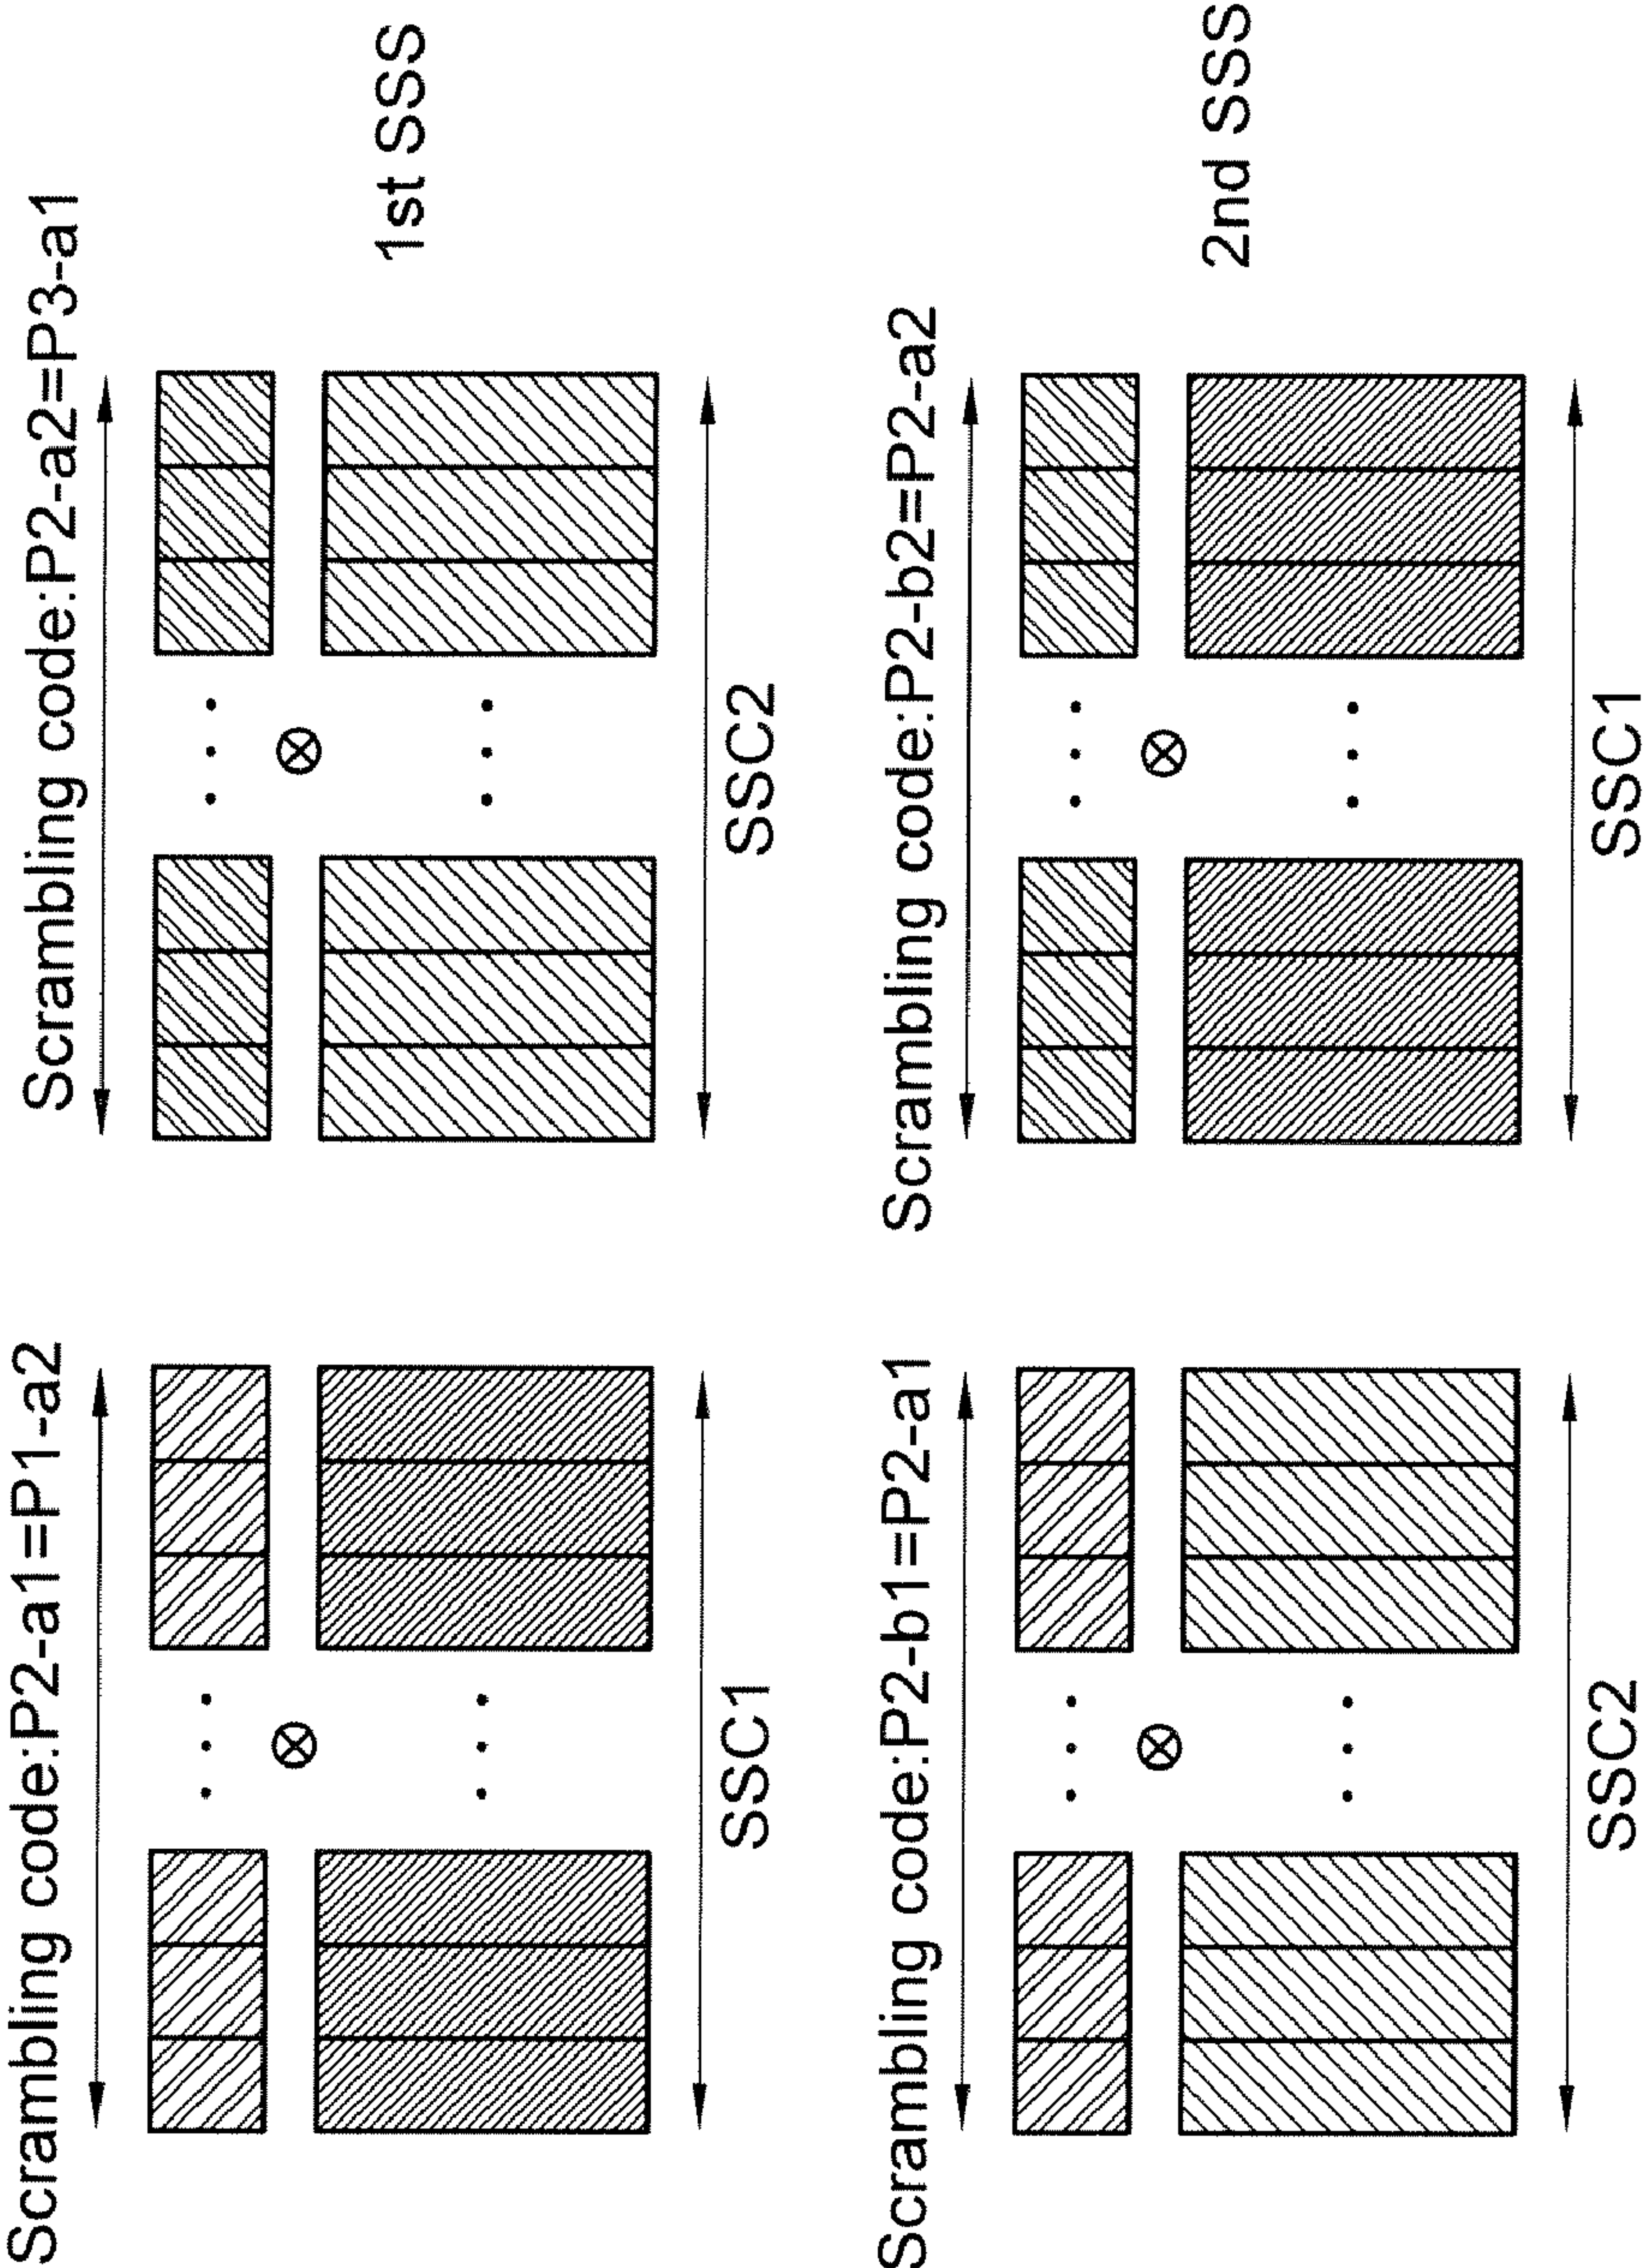 Scrambling code:P2-a1=P1-a2
Scrambling code:P2-a2=P3-a1
1st SSS
SSC1
SSC2
Scrambling code:P2-b1=P2-a1
Scrambling code:P2-b2=P2-a2
2nd SSS
SSC2
SSC1